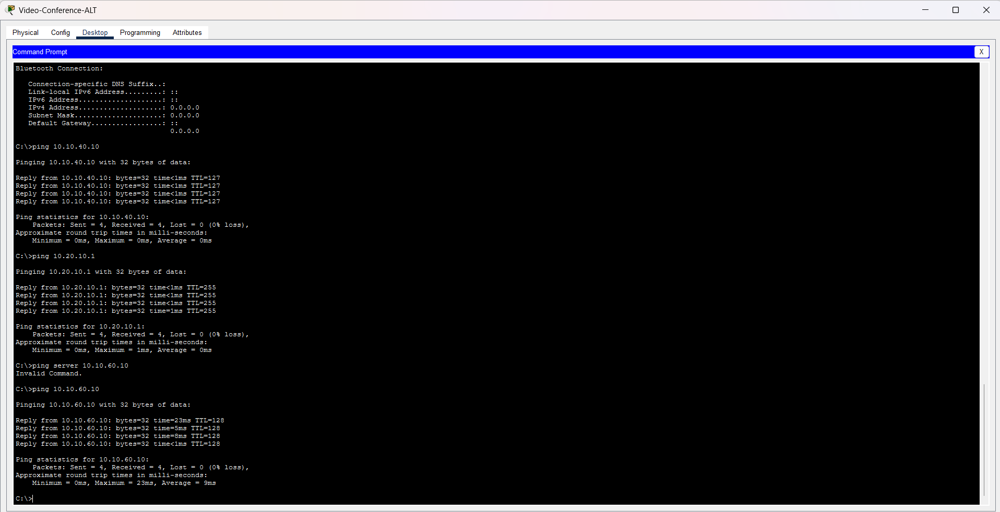 Video-Conference-ALT
Physical Config Desktop Programming Attributes
Command Prompt
X
Bluetooth Connection:
Connection-specific DNS Suffix..:
Link-local IPv6 Address.........: ::
IPv6 Address....................: ::
IPv4 Address....................: 0.0.0.0
Subnet Mask.....................: 0.0.0.0
Default Gateway.................: ::
0.0.0.0
C:\>ping 10.10.40.10
Pinging 10.10.40.10 with 32 bytes of data:
Reply from 10.10.40.10: bytes=32 time<1ms TTL=127
Reply from 10.10.40.10: bytes=32 time<1ms TTL=127
Reply from 10.10.40.10: bytes=32 time<1ms TTL=127
Reply from 10.10.40.10: bytes=32 time<1ms TTL=127
Ping statistics for 10.10.40.10:
Packets: Sent = 4, Received = 4, Lost = 0 (0% loss),
Approximate round trip times in milli-seconds:
Minimum = 0ms, Maximum = 0ms, Average = 0ms
C:\>ping 10.20.10.1
Pinging 10.20.10.1 with 32 bytes of data:
Reply from 10.20.10.1: bytes=32 time<1ms TTL=255
Reply from 10.20.10.1: bytes=32 time<1ms TTL=255
Reply from 10.20.10.1: bytes=32 time<1ms TTL=255
Reply from 10.20.10.1: bytes=32 time=1ms TTL=255
Ping statistics for 10.20.10.1:
Packets: Sent = 4, Received = 4, Lost = 0 (0% loss),
Approximate round trip times in milli-seconds:
Minimum = 0ms, Maximum = 1ms, Average = 0ms
C:\>ping server 10.10.60.10
Invalid Command.
C:\>ping 10.10.60.10
Pinging 10.10.60.10 with 32 bytes of data:
Reply from 10.10.60.10: bytes=32 time=23ms TTL=128
Reply from 10.10.60.10: bytes=32 time=5ms TTL=128
Reply from 10.10.60.10: bytes=32 time=8ms TTL=128
Reply from 10.10.60.10: bytes=32 time<1ms TTL=128
Ping statistics for 10.10.60.10:
Packets: Sent = 4, Received = 4, Lost = 0 (0% loss),
Approximate round trip times in milli-seconds:
Minimum = 0ms, Maximum = 23ms, Average = 9ms
C:\>